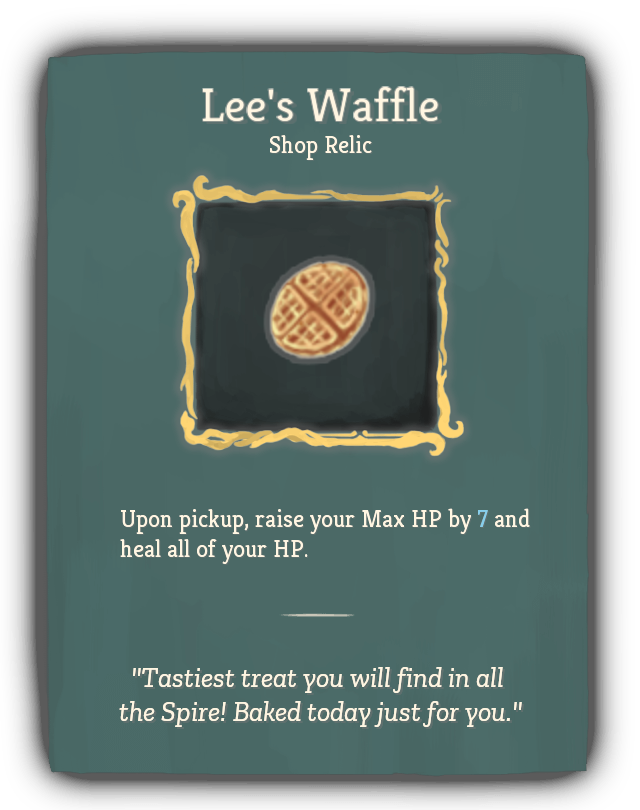 Lee's Waffle
Shop Relic
Upon pickup, raise your Max HP by 7 and
heal all of your HP.
"Tastiest treat you will find in all
the Spire! Baked today just for you."